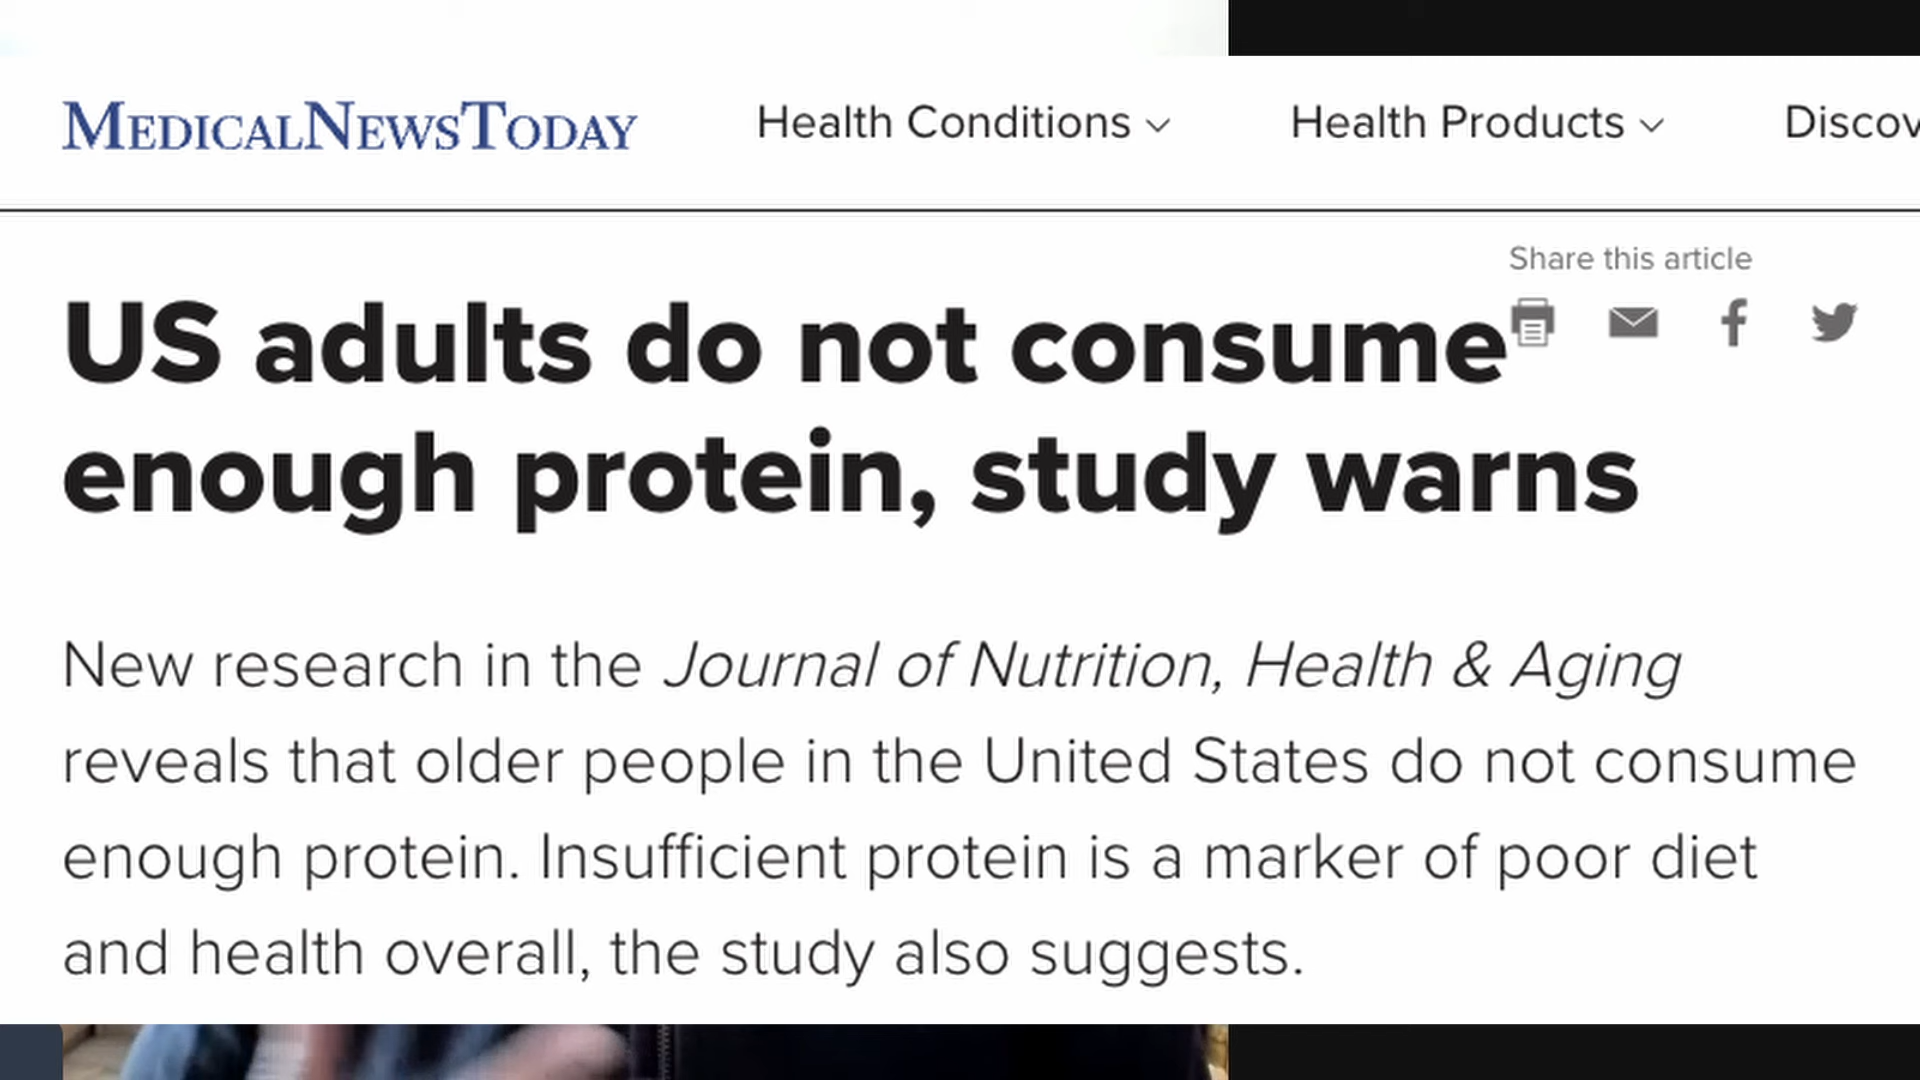 MEDICALNEWSTODAY Health Conditions Health Products Discov
Share this article
US adults do not consume
enough protein, study warns
New research in the Journal of Nutrition, Health & Aging
reveals that older people in the United States do not consume
enough protein. Insufficient protein is a marker of poor diet
and health overall, the study also suggests.